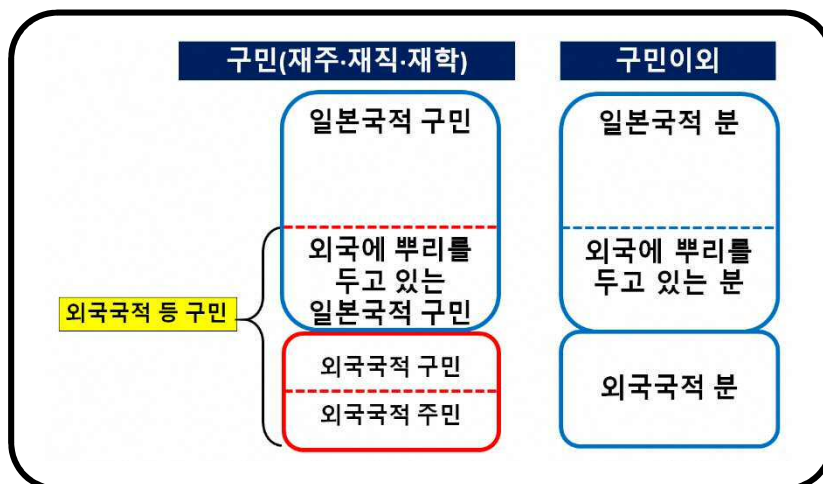 구민(재주·재직·재학)
일본국적 구민
외국에 뿌리를
두고 있는
일본국적 구민
외국국적 등 구민
외국국적 구민
외국국적 주민
구민이외
일본국적 분
외국에 뿌리를
두고 있는 분
외국국적 분